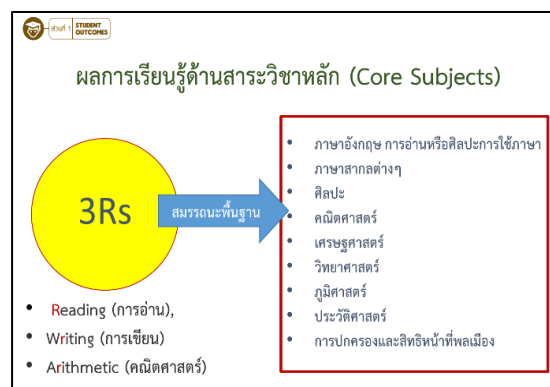 ส่วนที่ 1
STUDENT
OUTCOMES
ผลการเรียนรู้ด้านสาระวิชาหลัก (Core Subjects)
3Rs
สมรรถนะพื้นฐาน
• Reading (การอ่าน),
• Writing (การเขียน)
• Arithmetic (คณิตศาสตร์)
• ภาษาอังกฤษ การอ่านหรือศิลปะการใช้ภาษา
• ภาษาสากลต่างๆ
• ศิลปะ
• คณิตศาสตร์
• เศรษฐศาสตร์
• วิทยาศาสตร์
• ภูมิศาสตร์
• ประวัติศาสตร์
• การปกครองและสิทธิหน้าที่พลเมือง